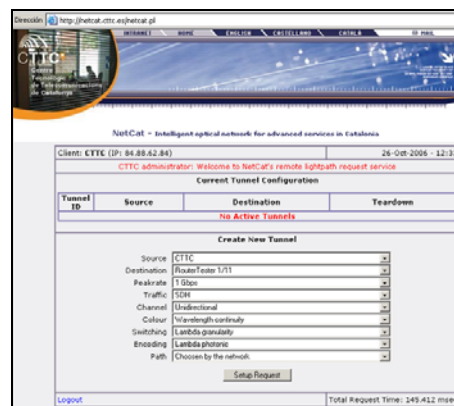 Dirección http://netcat.cttc.es/netcat.pl
INTRANET HOME ENGLISH CASTELLANO CATALÀ MAIL
CTTC
Centre
Tecnològic
de Telecomunicacions
de Catalunya
NetCat - Intelligent optical network for advanced services in Catalonia
Client: CTTC (IP: 84.88.62.84) 26-Oct-2006 - 12:3
CTTC administrator: Welcome to NetCat's remote lightpath request service
Current Tunnel Configuration
Tunnel ID Source Destination Teardown
No Active Tunnels
Create New Tunnel
Source CTTC
Destination RouterTester 1/11
Peakrate 1 Gbps
Traffic SDH
Channel Unidirectional
Colour Wavelength continuity
Switching Lambda granularity
Encoding Lambda photonic
Path Choosen by the network
Setup Request
Logout Total Request Time: 145.412 mse